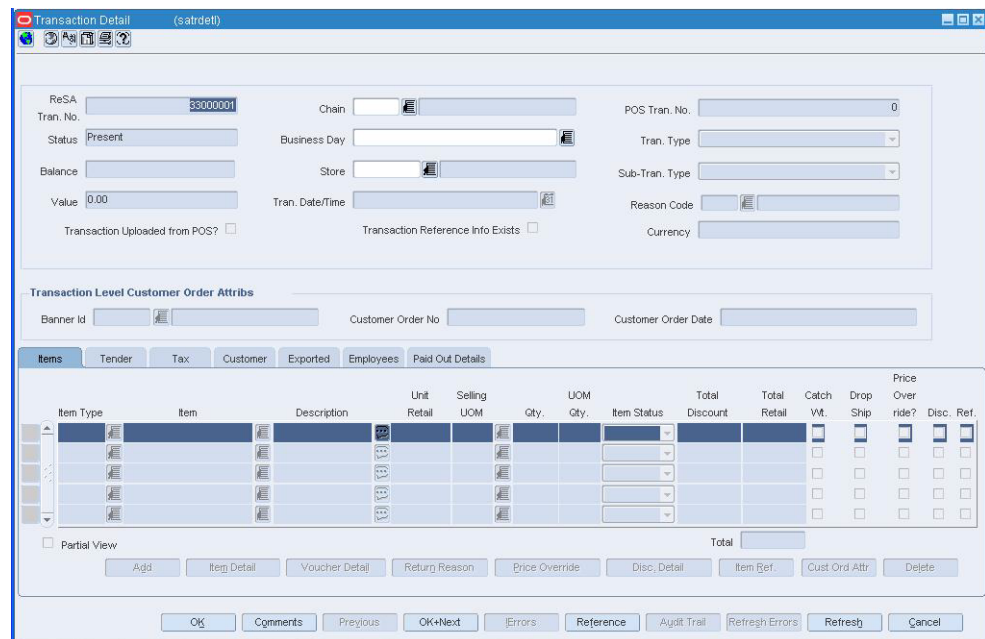 Transaction Detail (satrdetl)
ReSA Tran. No. 33000001 Chain POS Tran. No. 0
Status Present Business Day Tran. Type
Balance Store Sub-Tran. Type
Value 0.00 Tran. Date/Time Reason Code
Transaction Uploaded from POS? Transaction Reference Info Exists Currency
Transaction Level Customer Order Attribs
Banner Id Customer Order No Customer Order Date
Items Tender Tax Customer Exported Employees Paid Out Details
Item Type Item Description Unit Retail Selling UOM Qty. UOM Qty. Item Status Total Discount Total Retail Catch Wt. Drop Ship Price Over ride? Disc. Ref.
Partial View Total
Add Item Detail Voucher Detail Return Reason Price Override Disc. Detail Item Ref. Cust Ord Attr Delete
OK Comments Previous OK+Next !Errors Reference Audit Trail Refresh Errors Refresh Cancel